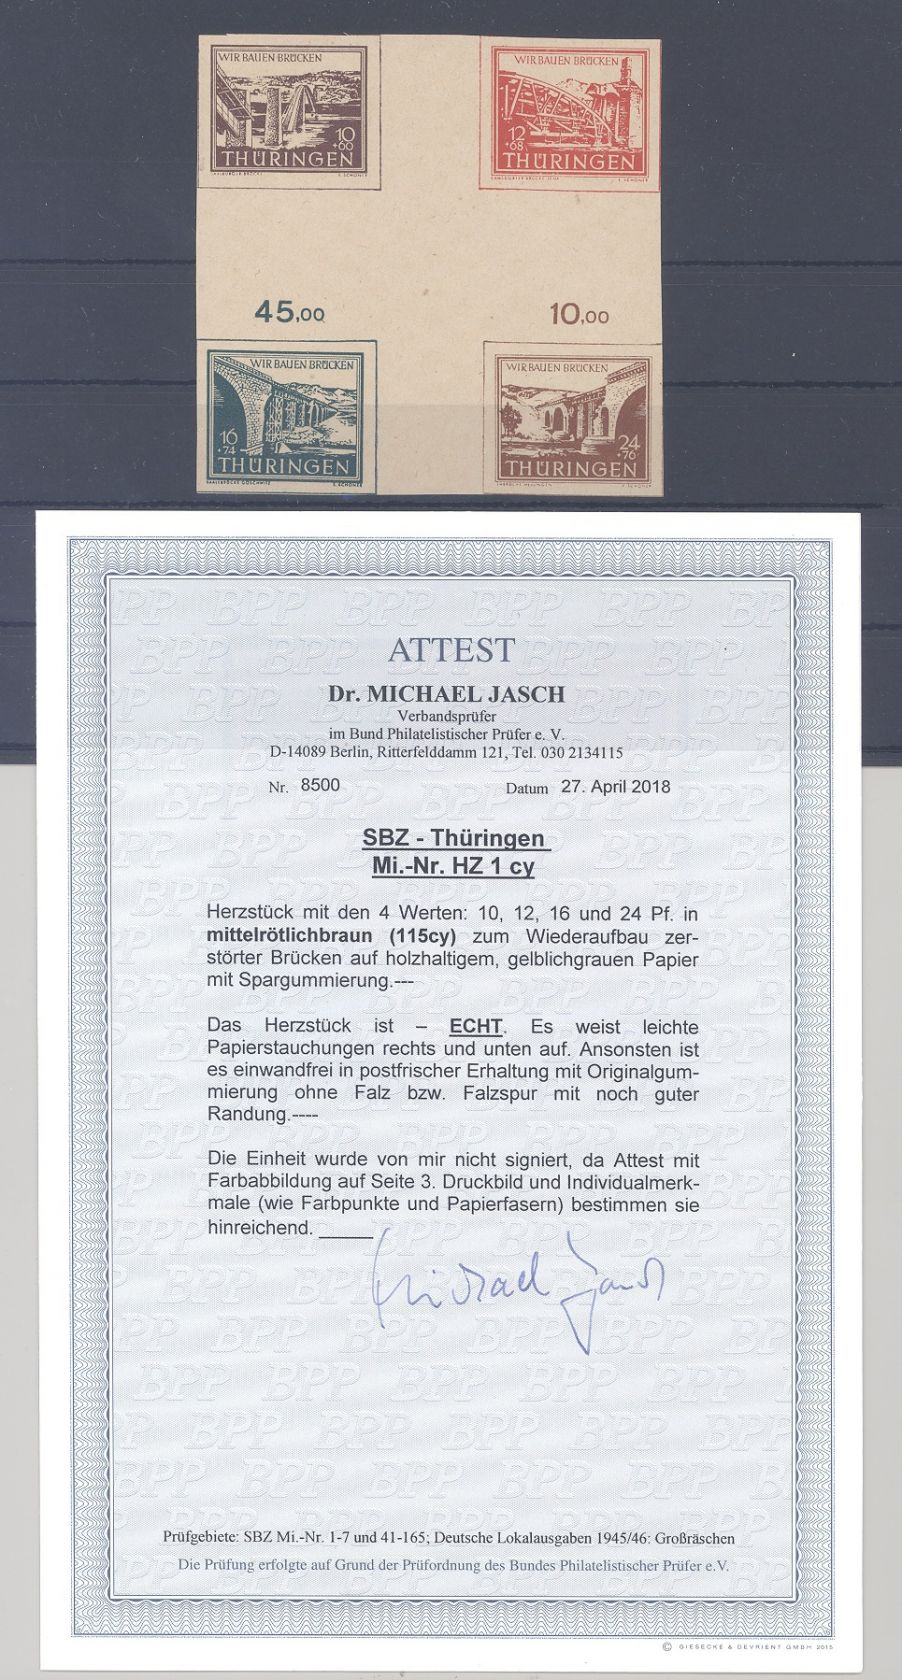 WIR BAUEN BRÜCKEN
10
+60
THÜRINGEN
E. SCHONER
WIR BAUEN BRÜCKEN
12
+68
THÜRINGEN
E. SCHONER
45,00
10,00
WIR BAUEN BRÜCKEN
16
+74
THÜRINGEN
E. SCHONER
WIR BAUEN BRÜCKEN
24
+76
THÜRINGEN
E. SCHONER
ATTEST
Dr. MICHAEL JASCH
Verbandsprüfer
im Bund Philatelistischer Prüfer e. V.
D-14089 Berlin, Ritterfelddamm 121, Tel. 030 2134115
Nr. 8500 Datum 27. April 2018
SBZ - Thüringen
Mi.-Nr. HZ 1 cy
Herzstück mit den 4 Werten: 10, 12, 16 und 24 Pf. in
mittelrötlichbraun (115cy) zum Wiederaufbau zer-
störter Brücken auf holzhaltigem, gelblichgrauen Papier
mit Spargummierung.---
Das Herzstück ist – ECHT. Es weist leichte
Papierstauchungen rechts und unten auf. Ansonsten ist
es einwandfrei in postfrischer Erhaltung mit Originalgum-
mierung ohne Falz bzw. Falzspur mit noch guter
Randung.----
Die Einheit wurde von mir nicht signiert, da Attest mit
Farbabbildung auf Seite 3. Druckbild und Individualmerk-
male (wie Farbpunkte und Papierfasern) bestimmen sie
hinreichend.
Michael Jasch
Prüfgebiete: SBZ Mi.-Nr. 1-7 und 41-165; Deutsche Lokalausgaben 1945/46: Großräschen
Die Prüfung erfolgte auf Grund der Prüfordnung des Bundes Philatelistischer Prüfer e.V.
© GIESECKE & DEVRIENT GMBH 2015